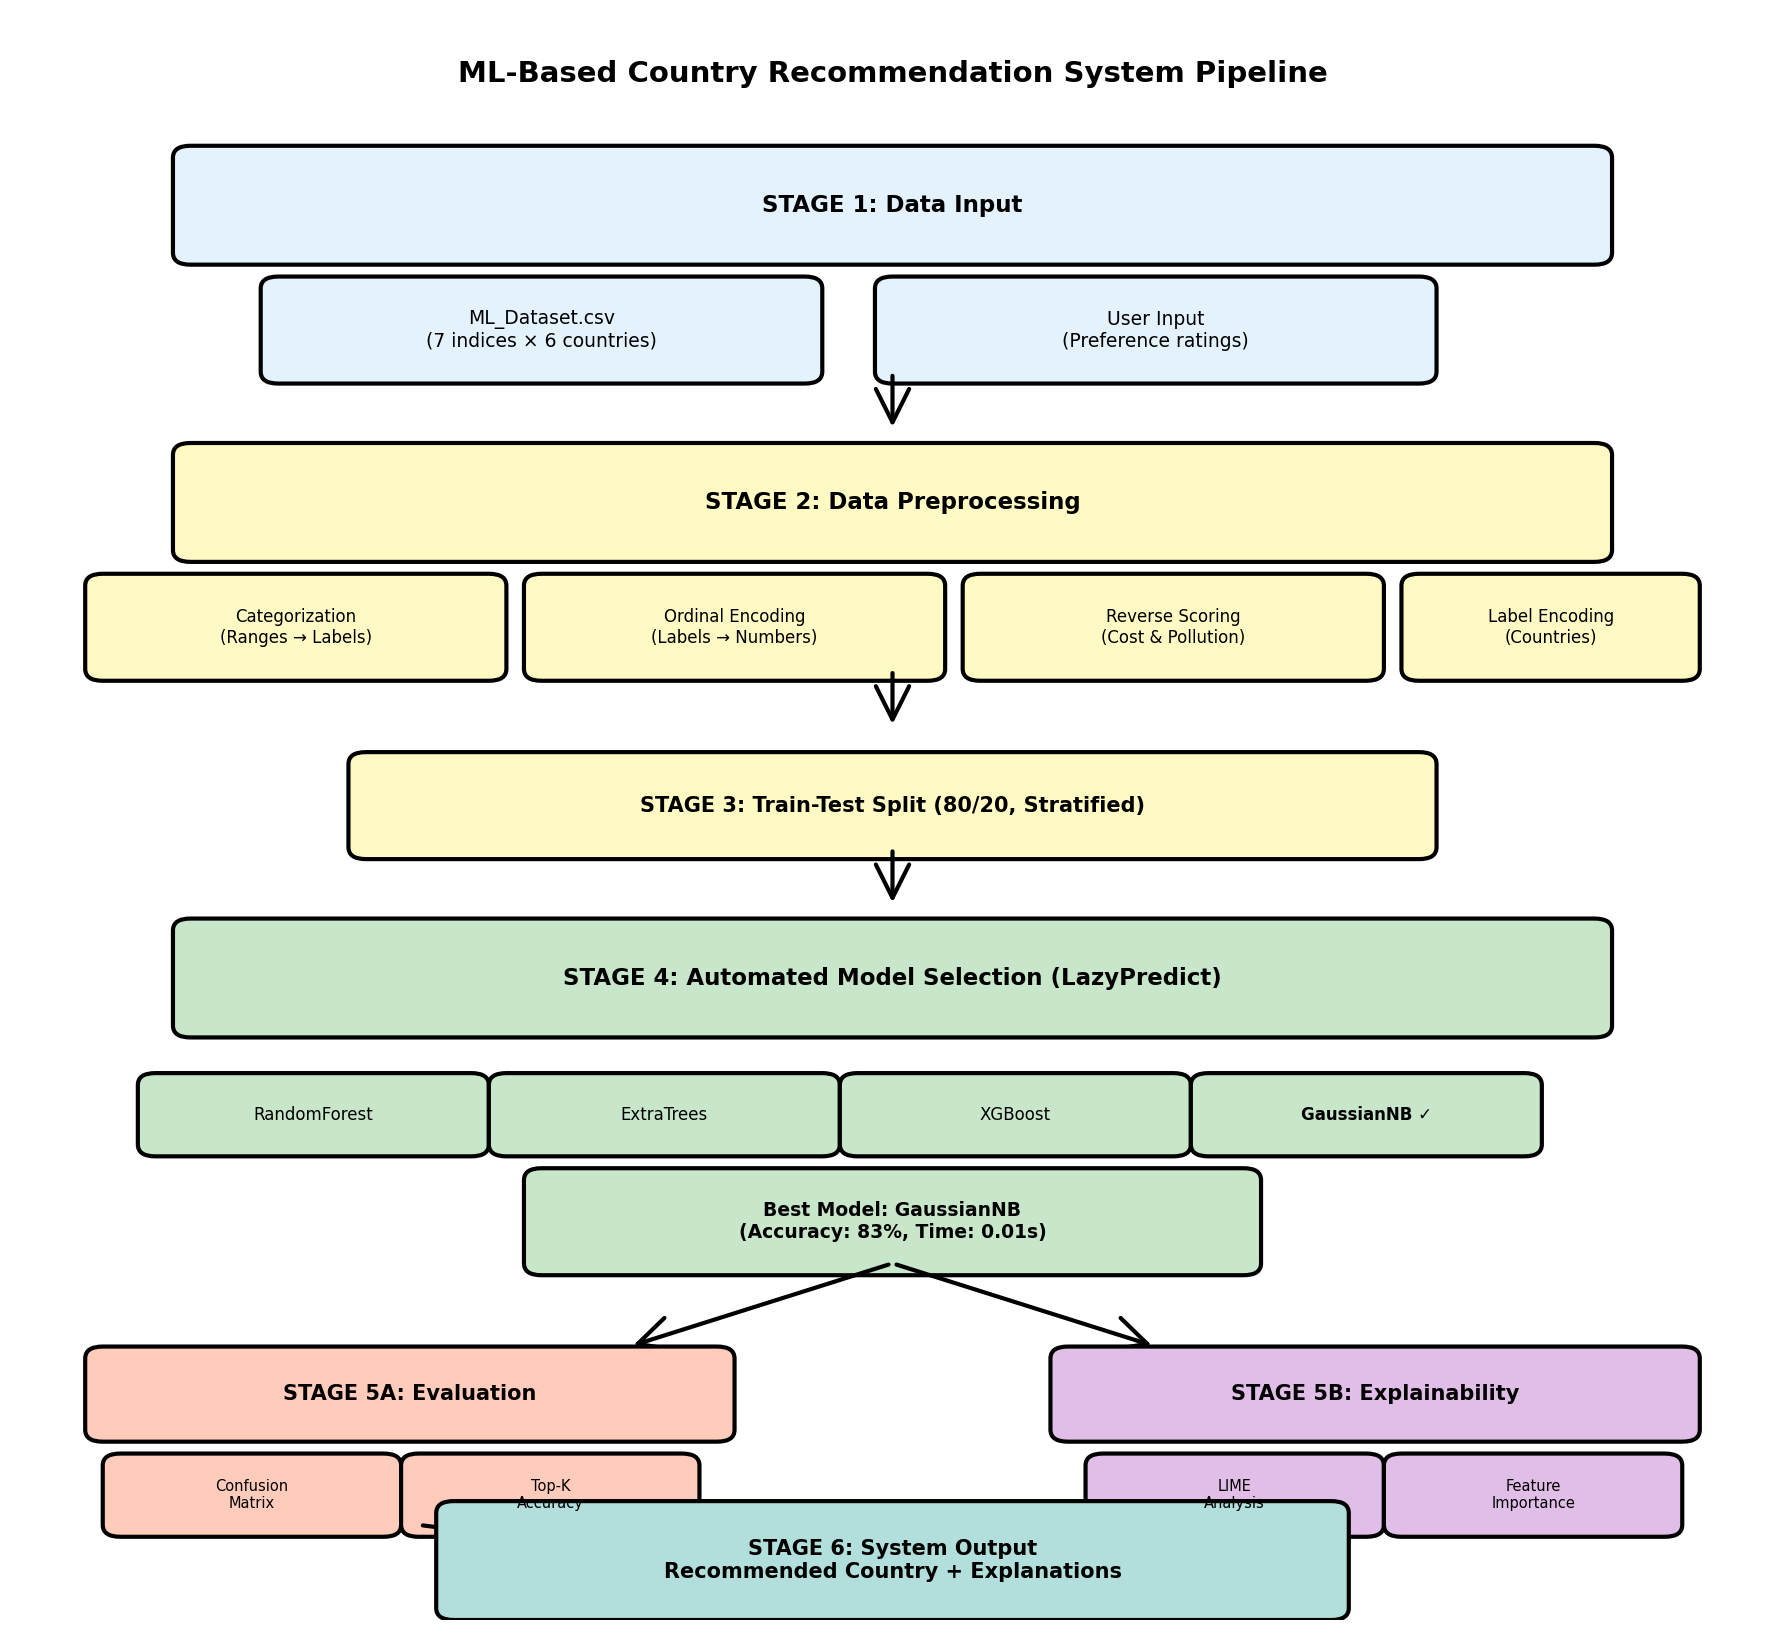 ML-Based Country Recommendation System Pipeline
STAGE 1: Data Input
ML_Dataset.csv
(7 indices × 6 countries)
User Input
(Preference ratings)
STAGE 2: Data Preprocessing
Categorization
(Ranges → Labels)
Ordinal Encoding
(Labels → Numbers)
Reverse Scoring
(Cost & Pollution)
Label Encoding
(Countries)
STAGE 3: Train-Test Split (80/20, Stratified)
STAGE 4: Automated Model Selection (LazyPredict)
RandomForest
ExtraTrees
XGBoost
GaussianNB ✓
Best Model: GaussianNB
(Accuracy: 83%, Time: 0.01s)
STAGE 5A: Evaluation
STAGE 5B: Explainability
Confusion
Matrix
Top-K
Accuracy
LIME
Analysis
Feature
Importance
STAGE 6: System Output
Recommended Country + Explanations